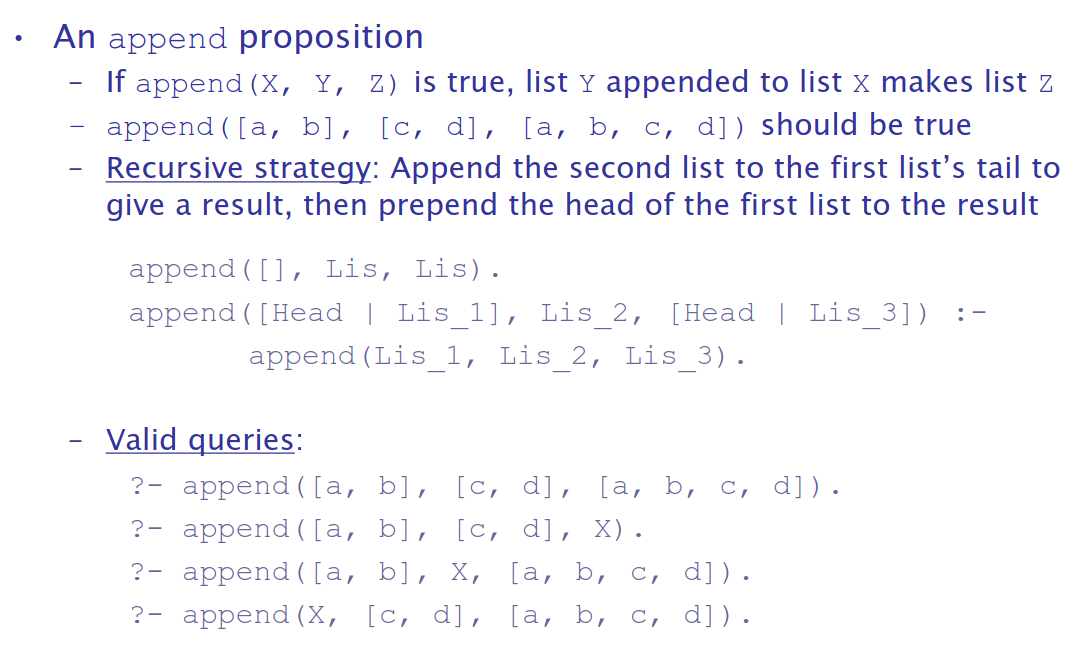 • An append proposition
– If append(X, Y, Z) is true, list Y appended to list X makes list Z
– append([a, b], [c, d], [a, b, c, d]) should be true
– Recursive strategy: Append the second list to the first list’s tail to
give a result, then prepend the head of the first list to the result
append([], Lis, Lis).
append([Head | Lis_1], Lis_2, [Head | Lis_3]) :-
append(Lis_1, Lis_2, Lis_3).
– Valid queries:
?- append([a, b], [c, d], [a, b, c, d]).
?- append([a, b], [c, d], X).
?- append([a, b], X, [a, b, c, d]).
?- append(X, [c, d], [a, b, c, d]).